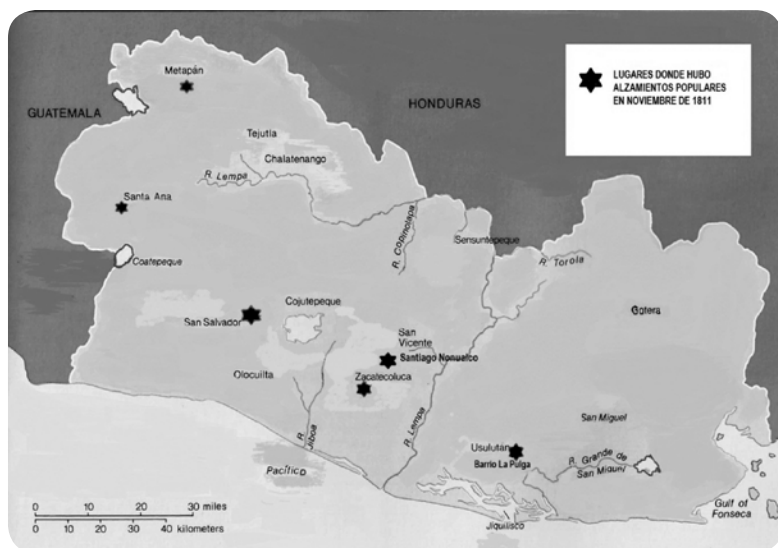 LUGARES DONDE HUBO
ALZAMIENTOS POPULARES
EN NOVIEMBRE DE 1811
Metapán
GUATEMALA
HONDURAS
Tejutla
Chalatenango
R. Lempa
Santa Ana
R. Copinolapa
Sensuntepeque
R. Torola
Coatepeque
Gotera
Cojutepeque
San Salvador
San
Vicente
Santiago Nonualco
Olocuilta
Zacatecoluca
R. Jiboa
R. Lempa
San Miguel
Usulután
Barrio La Pulga
R. Grande de
San Miguel
Pacífico
Gulf of
Fonseca
Jiquilisco
0 10 20 30 miles
0 10 20 30 40 kilometers